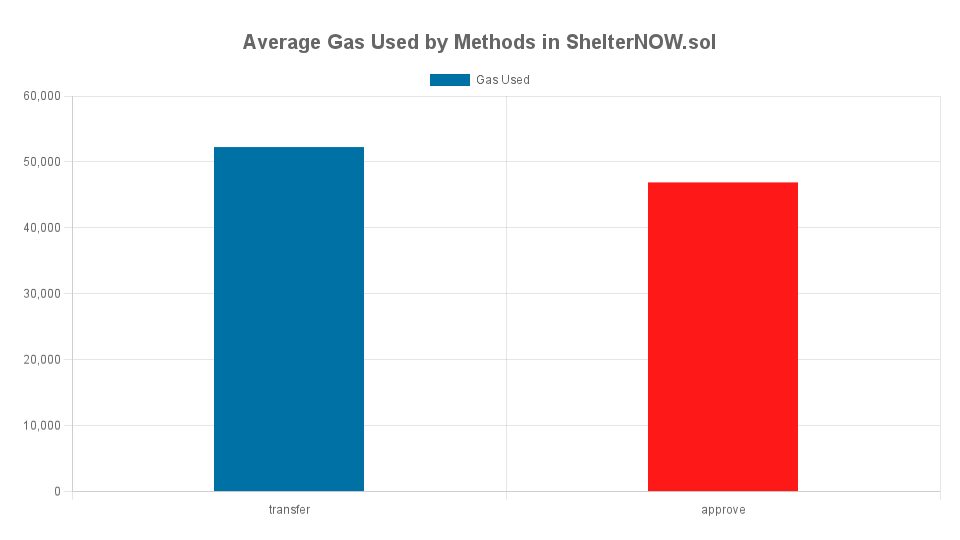 Average Gas Used by Methods in ShelterNOW.sol
Gas Used
60,000
50,000
40,000
30,000
20,000
10,000
0
transfer approve